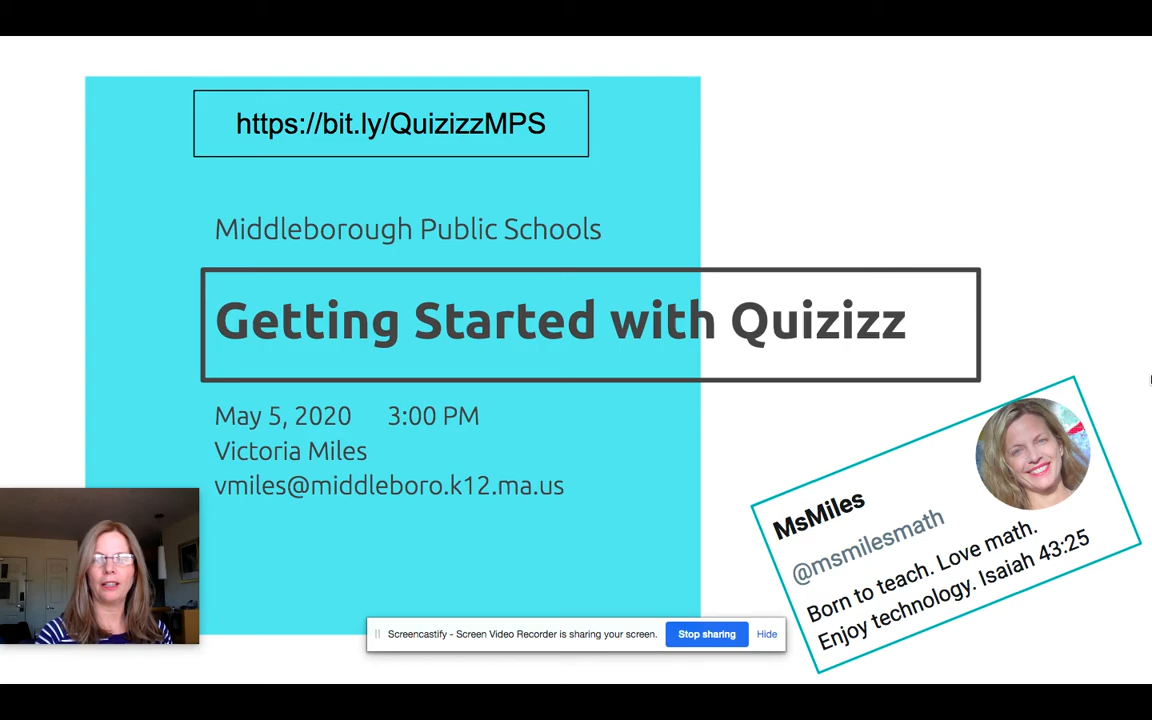 https://bit.ly/QuizizzMPS
Middleborough Public Schools
Getting Started with Quizizz
May 5, 2020 3:00 PM
Victoria Miles
vmiles@middleboro.k12.ma.us
MsMiles
@msmilesmath
Born to teach. Love math.
Enjoy technology. Isaiah 43:25
Screencastify - Screen Video Recorder is sharing your screen. Stop sharing Hide